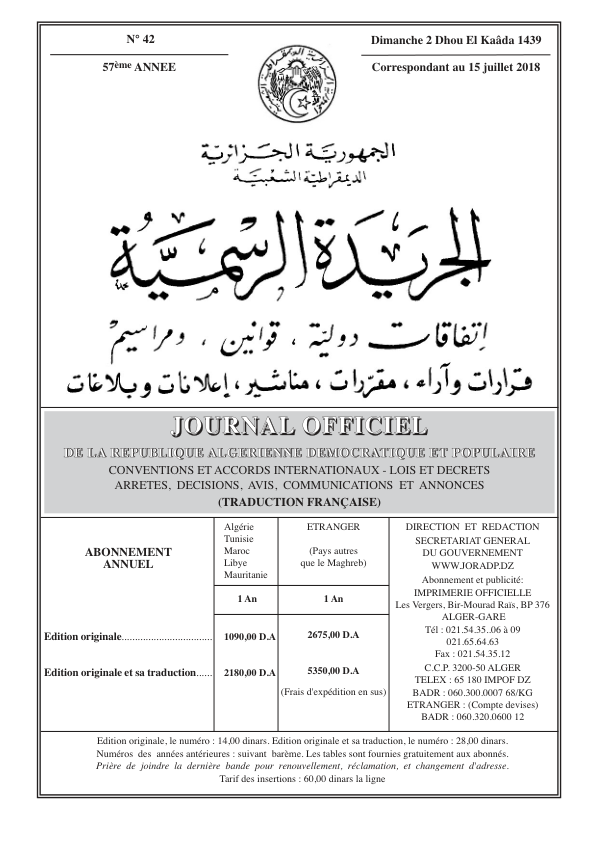 N° 42
Dimanche 2 Dhou El Kaâda 1439
57ème ANNEE
Correspondant au 15 juillet 2018
الجمهورية الجزائرية
الديمقراطية الشعبية
الجريدة الرسمية
إتفاقات دولية ، قوانين ، ومراسيم
قرارات وآراء ، مقررات ، مناشير ، إعلانات وبلاغات
JOURNAL OFFICIEL
DE LA REPUBLIQUE ALGERIENNE DEMOCRATIQUE ET POPULAIRE
CONVENTIONS ET ACCORDS INTERNATIONAUX - LOIS ET DECRETS
ARRETES, DECISIONS, AVIS, COMMUNICATIONS ET ANNONCES
(TRADUCTION FRANÇAISE)
ABONNEMENT
ANNUEL
Algérie
Tunisie
Maroc
Libye
Mauritanie
ETRANGER
(Pays autres
que le Maghreb)
1 An
1 An
Edition originale.................................. 1090,00 D.A 2675,00 D.A
Edition originale et sa traduction...... 2180,00 D.A 5350,00 D.A
(Frais d'expédition en sus)
DIRECTION ET REDACTION
SECRETARIAT GENERAL
DU GOUVERNEMENT
WWW.JORADP.DZ
Abonnement et publicité:
IMPRIMERIE OFFICIELLE
Les Vergers, Bir-Mourad Raïs, BP 376
ALGER-GARE
Tél : 021.54.35..06 à 09
021.65.64.63
Fax : 021.54.35.12
C.C.P. 3200-50 ALGER
TELEX : 65 180 IMPOF DZ
BADR : 060.300.0007 68/KG
ETRANGER : (Compte devises)
BADR : 060.320.0600 12
Edition originale, le numéro : 14,00 dinars. Edition originale et sa traduction, le numéro : 28,00 dinars.
Numéros des années antérieures : suivant barème. Les tables sont fournies gratuitement aux abonnés.
Prière de joindre la dernière bande pour renouvellement, réclamation, et changement d'adresse.
Tarif des insertions : 60,00 dinars la ligne